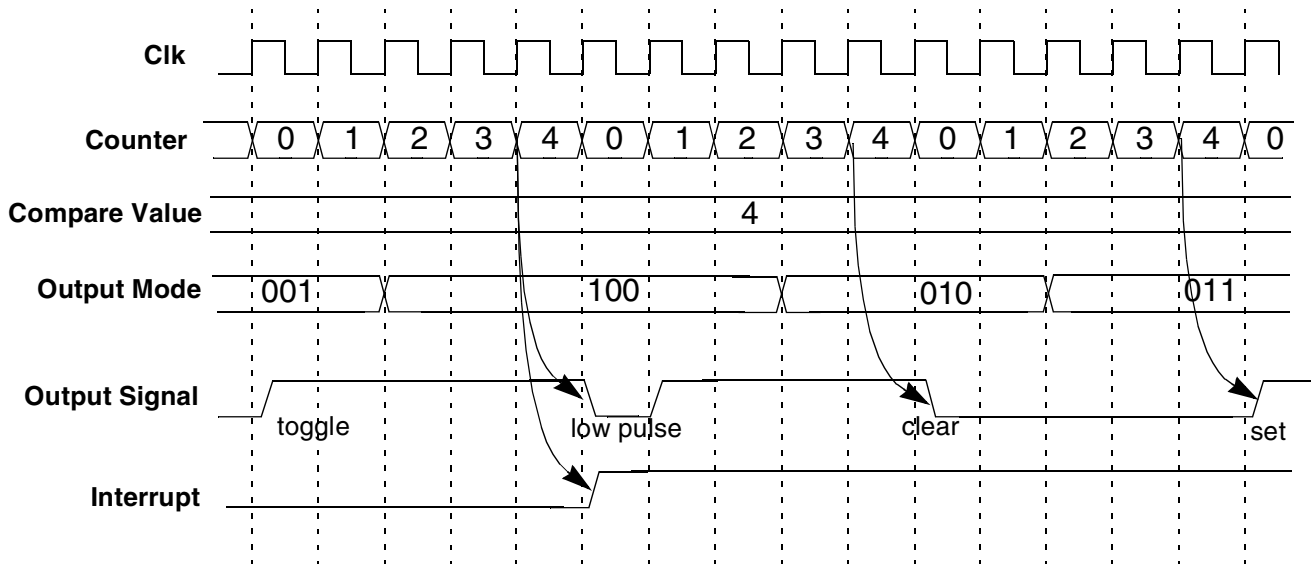 Clk
Counter 0 1 2 3 4 0 1 2 3 4 0 1 2 3 4 0
Compare Value 4
Output Mode 001 100 010 011
Output Signal
toggle low pulse clear set
Interrupt